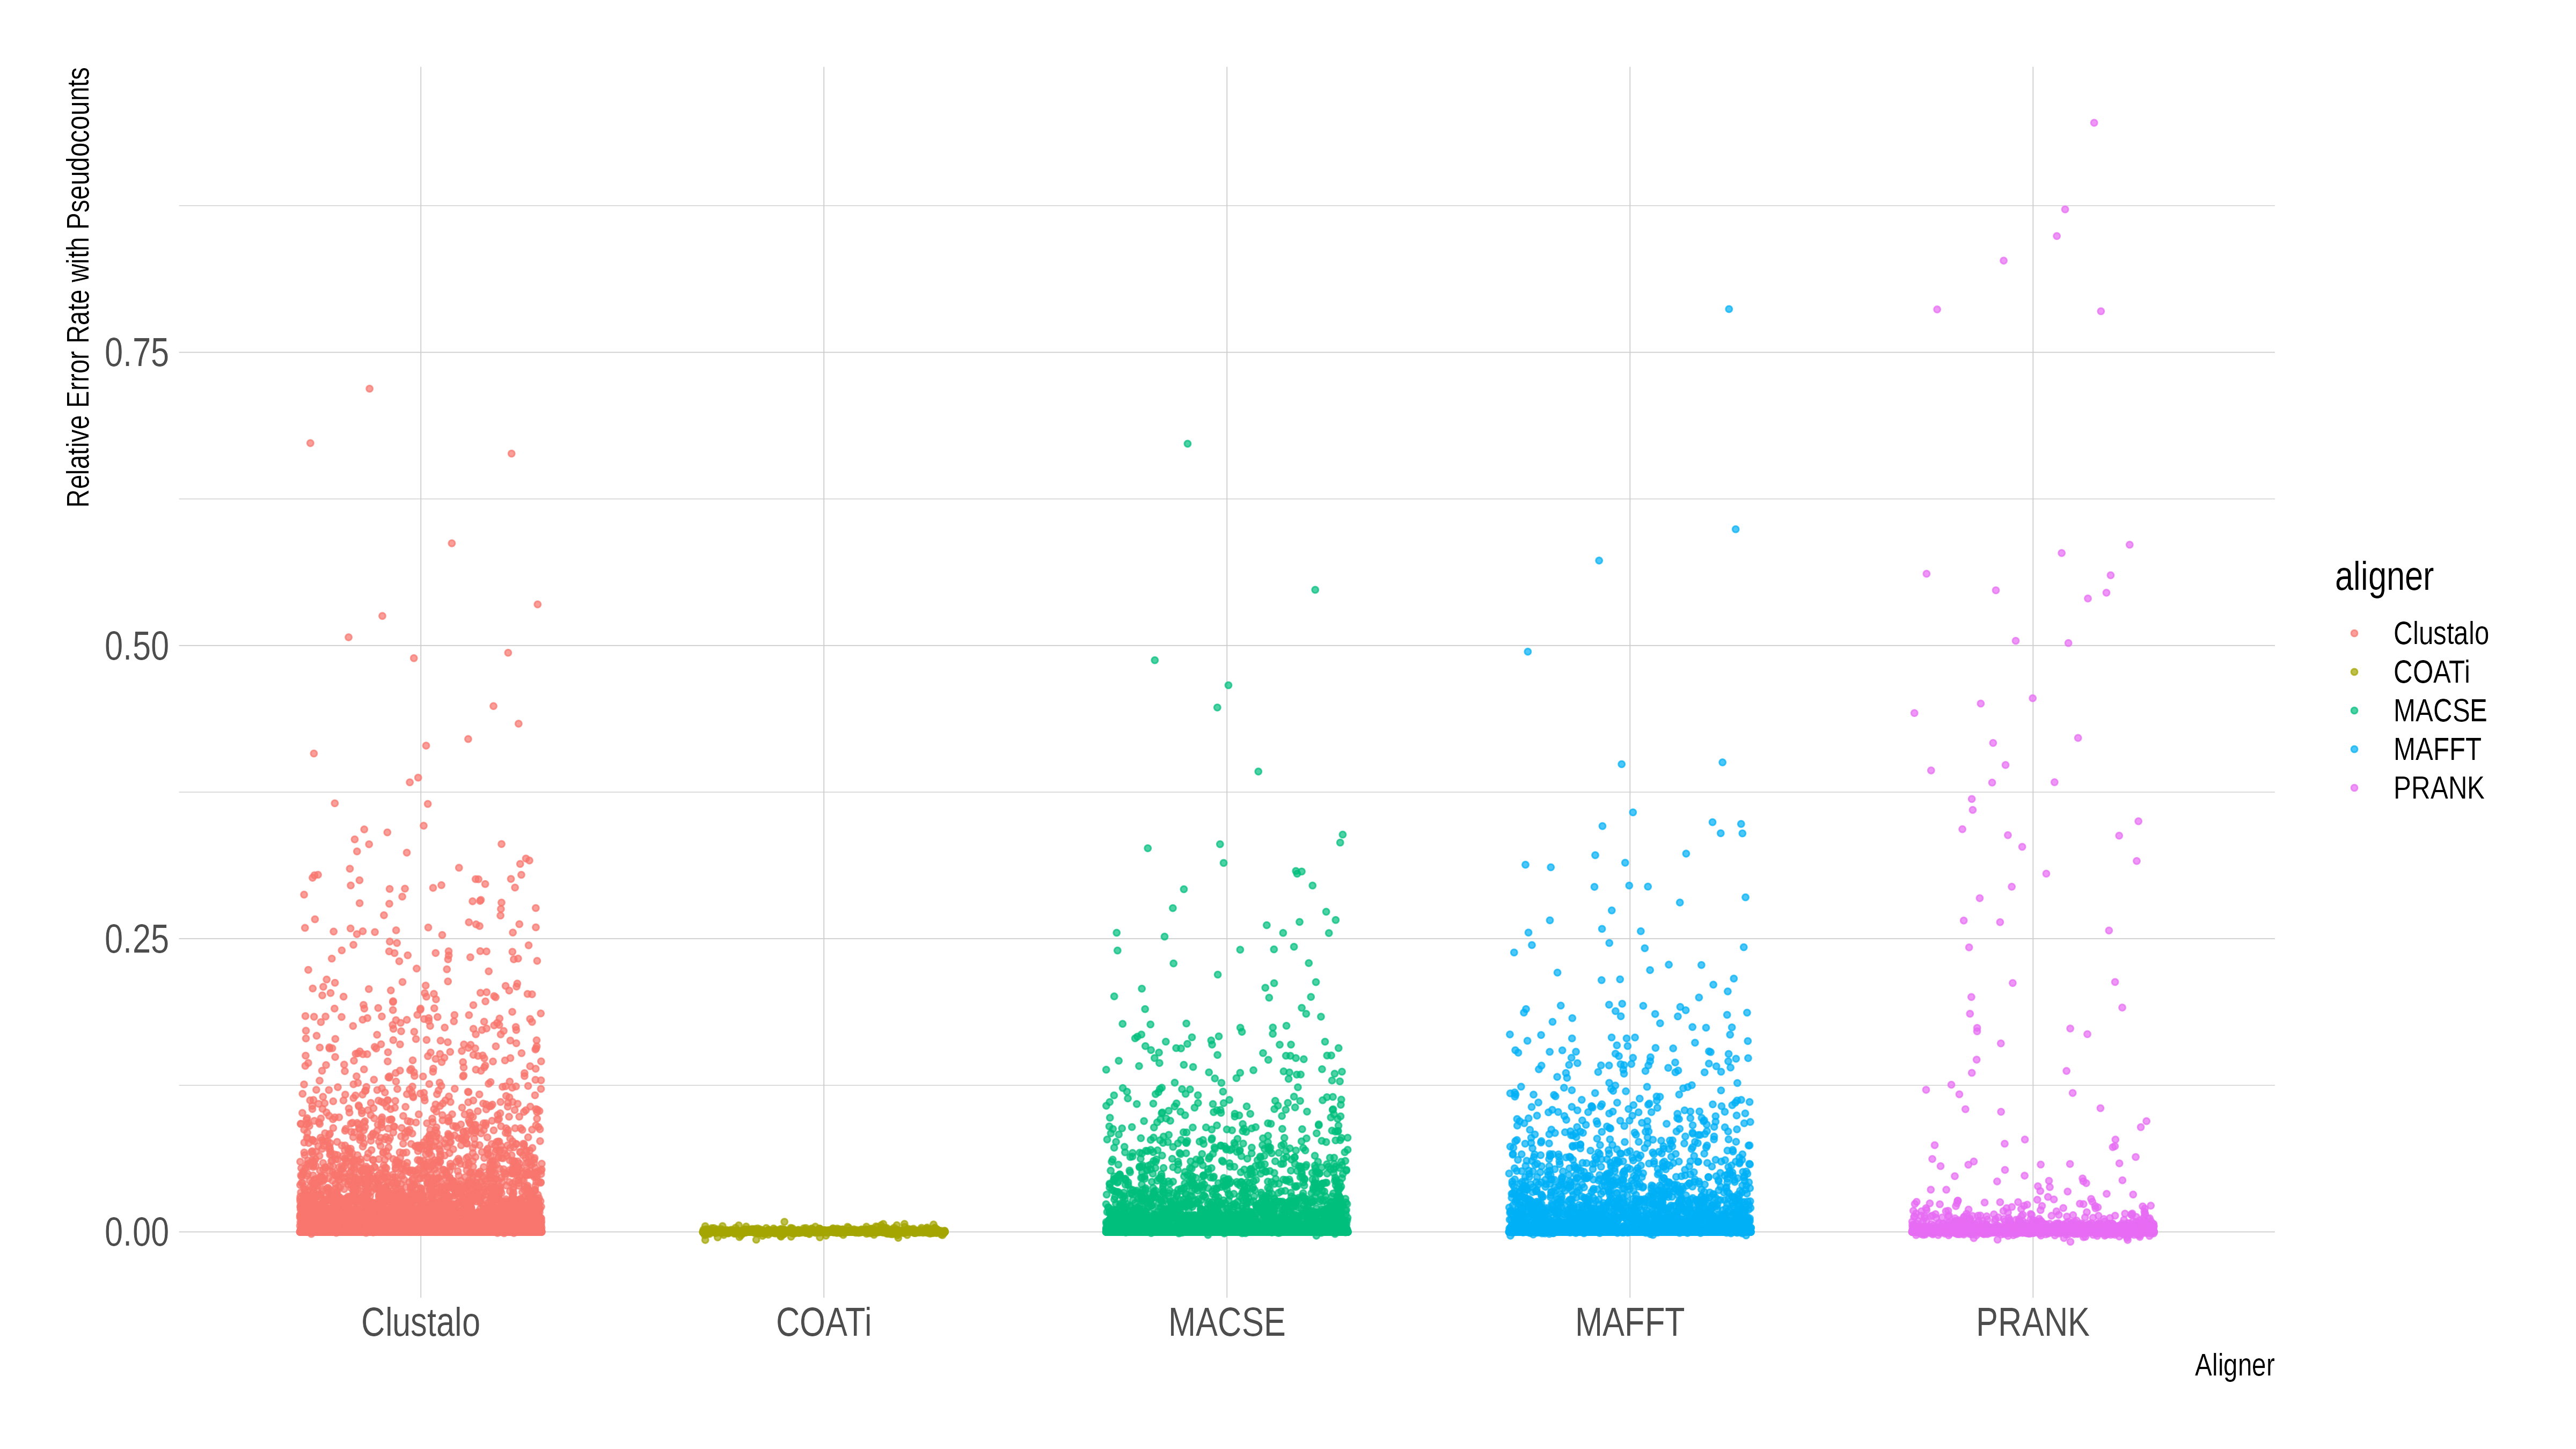 Relative Error Rate with Pseudocounts
0.75
0.50
0.25
0.00
Clustalo
COATi
MACSE
MAFFT
PRANK
Aligner
aligner
Clustalo
COATi
MACSE
MAFFT
PRANK